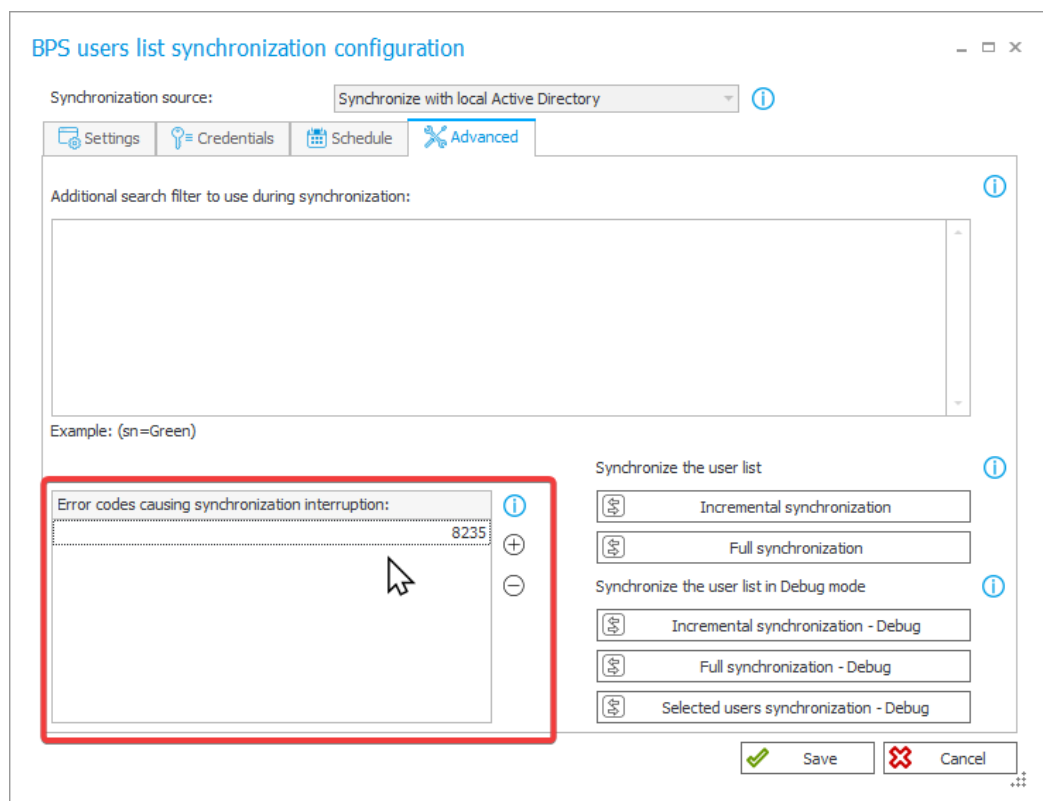 BPS users list synchronization configuration
Synchronization source:
Synchronize with local Active Directory
Settings
Credentials
Schedule
Advanced
Additional search filter to use during synchronization:
Example: (sn=Green)
Error codes causing synchronization interruption:
8235
Synchronize the user list
Incremental synchronization
Full synchronization
Synchronize the user list in Debug mode
Incremental synchronization - Debug
Full synchronization - Debug
Selected users synchronization - Debug
Save
Cancel